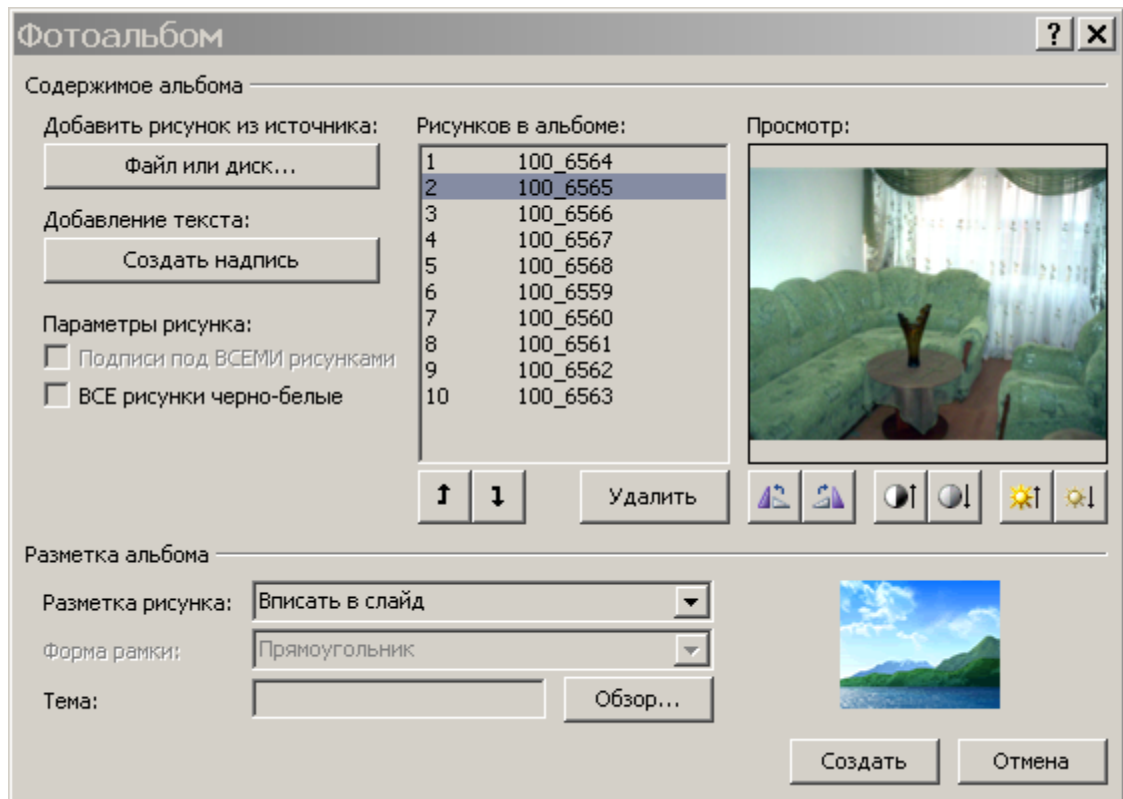 Фотоальбом
Содержимое альбома
Добавить рисунок из источника:
Файл или диск...
Добавление текста:
Создать надпись
Параметры рисунка:
Подписи под ВСЕМИ рисунками
ВСЕ рисунки черно-белые
Рисунков в альбоме:
1 100_6564
2 100_6565
3 100_6566
4 100_6567
5 100_6568
6 100_6559
7 100_6560
8 100_6561
9 100_6562
10 100_6563
Удалить
Просмотр:
Разметка альбома
Разметка рисунка: Вписать в слайд
Форма рамки: Прямоугольник
Тема: Обзор...
Создать Отмена